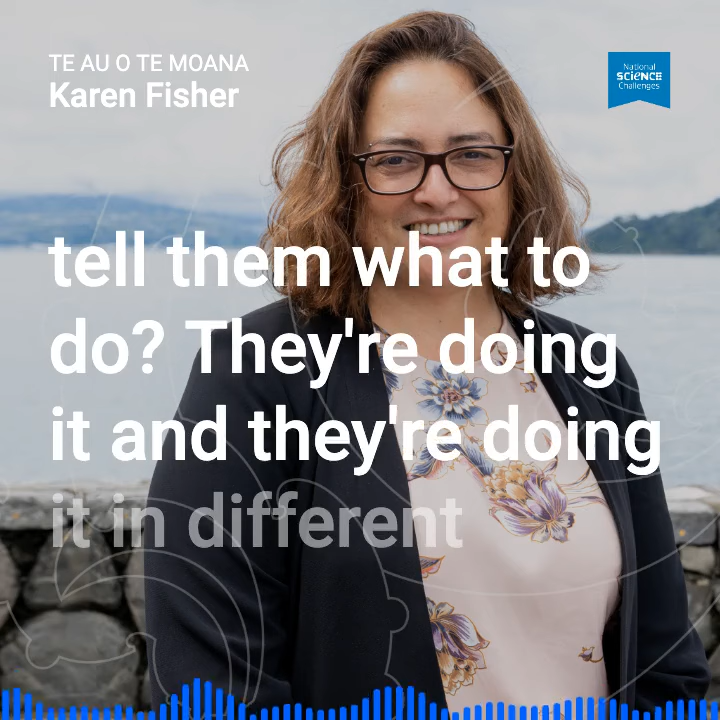 TE AU O TE MOANA
Karen Fisher
National
SCIENCE
Challenges
tell them what to
do? They're doing
it and they're doing
it in different